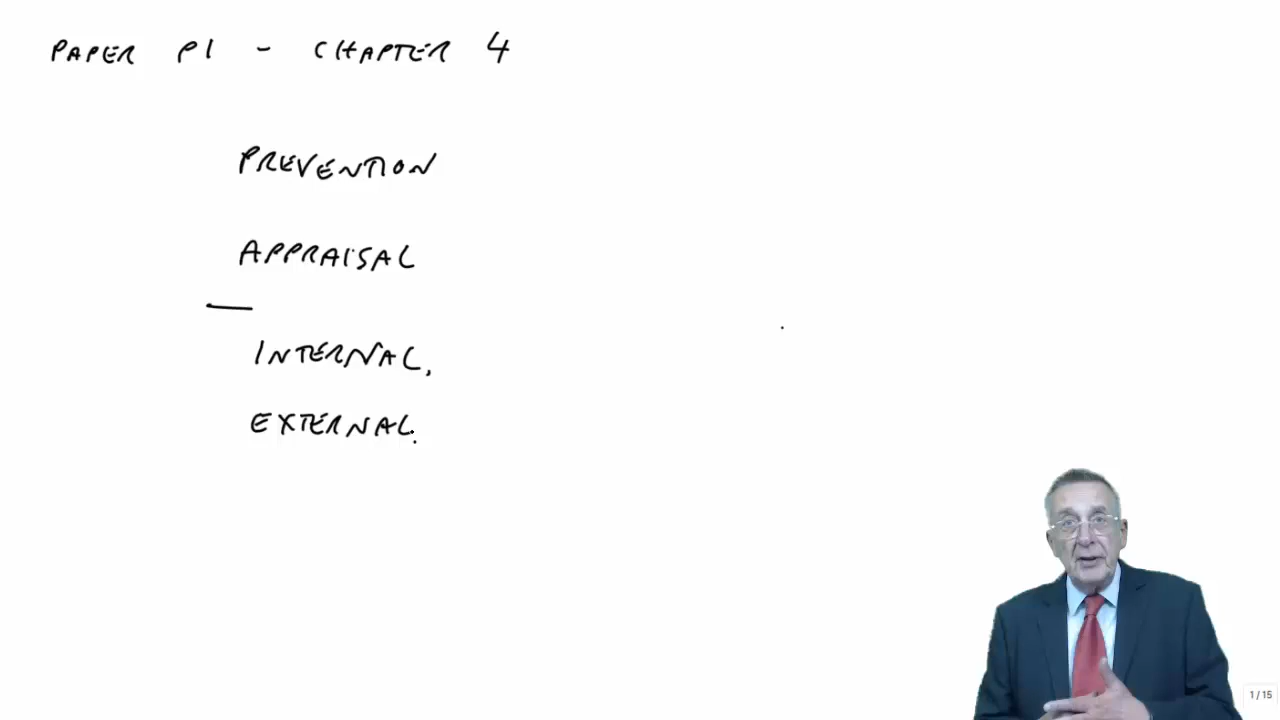 PAPER P1 - CHAPTER 4
PREVENTION
APPRAISAL
INTERNAL,
EXTERNAL.
1 / 15